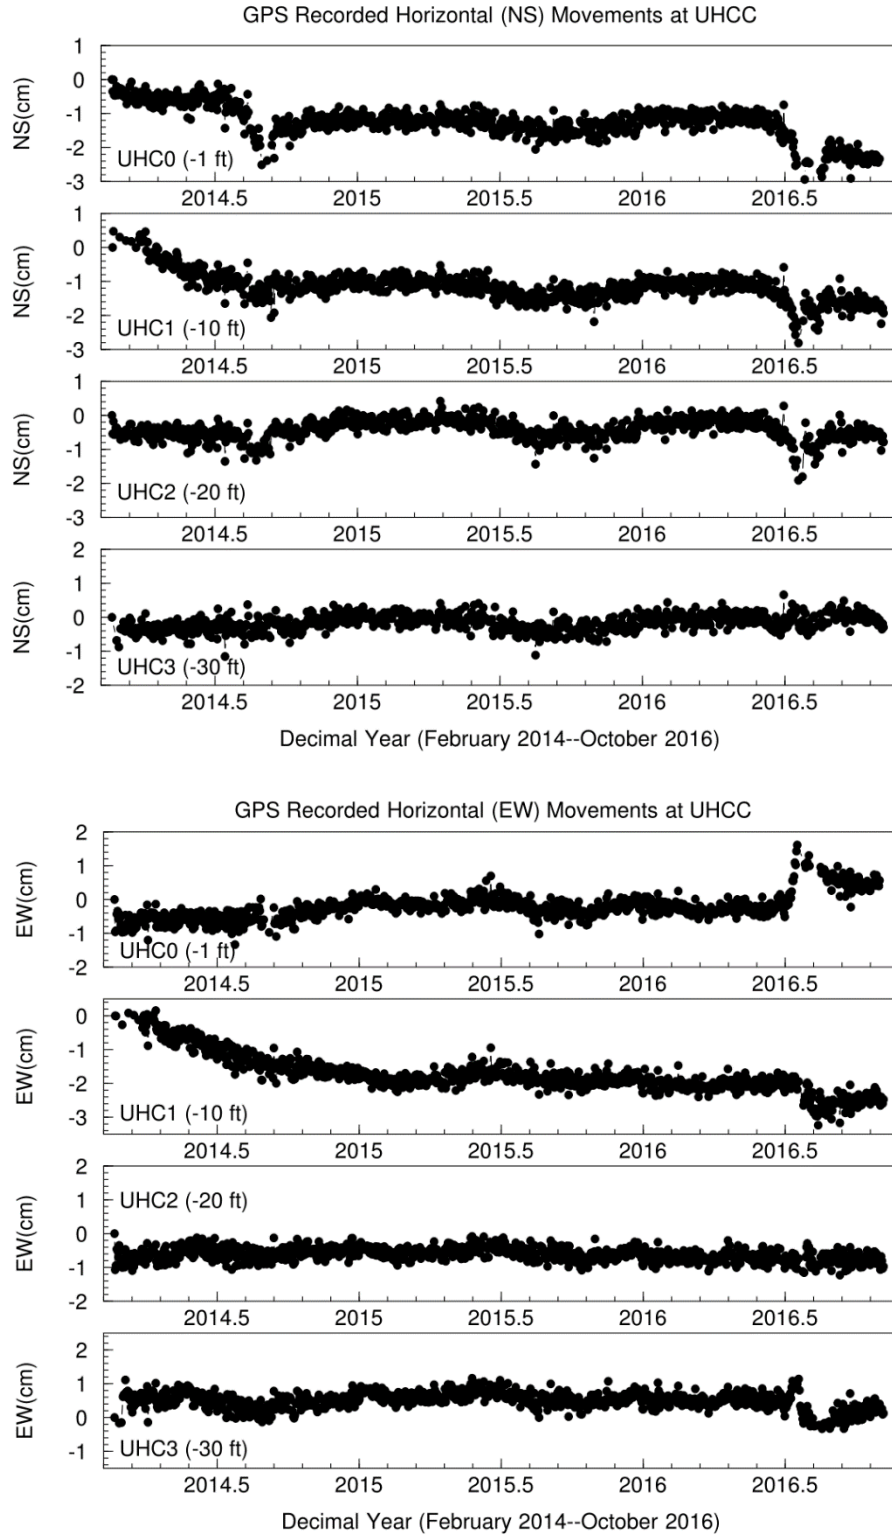 GPS Recorded Horizontal (NS) Movements at UHCC
1
0
-1
-2
-3
NS(cm)
UHC0 (-1 ft)
2014.5 2015 2015.5 2016 2016.5
1
0
-1
-2
-3
NS(cm)
UHC1 (-10 ft)
2014.5 2015 2015.5 2016 2016.5
1
0
-1
-2
-3
NS(cm)
UHC2 (-20 ft)
2014.5 2015 2015.5 2016 2016.5
2
1
0
-1
-2
NS(cm)
UHC3 (-30 ft)
2014.5 2015 2015.5 2016 2016.5
Decimal Year (February 2014--October 2016)
GPS Recorded Horizontal (EW) Movements at UHCC
2
1
0
-1
-2
EW(cm)
UHC0 (-1 ft)
2014.5 2015 2015.5 2016 2016.5
0
-1
-2
-3
EW(cm)
UHC1 (-10 ft)
2014.5 2015 2015.5 2016 2016.5
2
1
0
-1
-2
EW(cm)
UHC2 (-20 ft)
2014.5 2015 2015.5 2016 2016.5
2
1
0
-1
EW(cm)
UHC3 (-30 ft)
2014.5 2015 2015.5 2016 2016.5
Decimal Year (February 2014--October 2016)